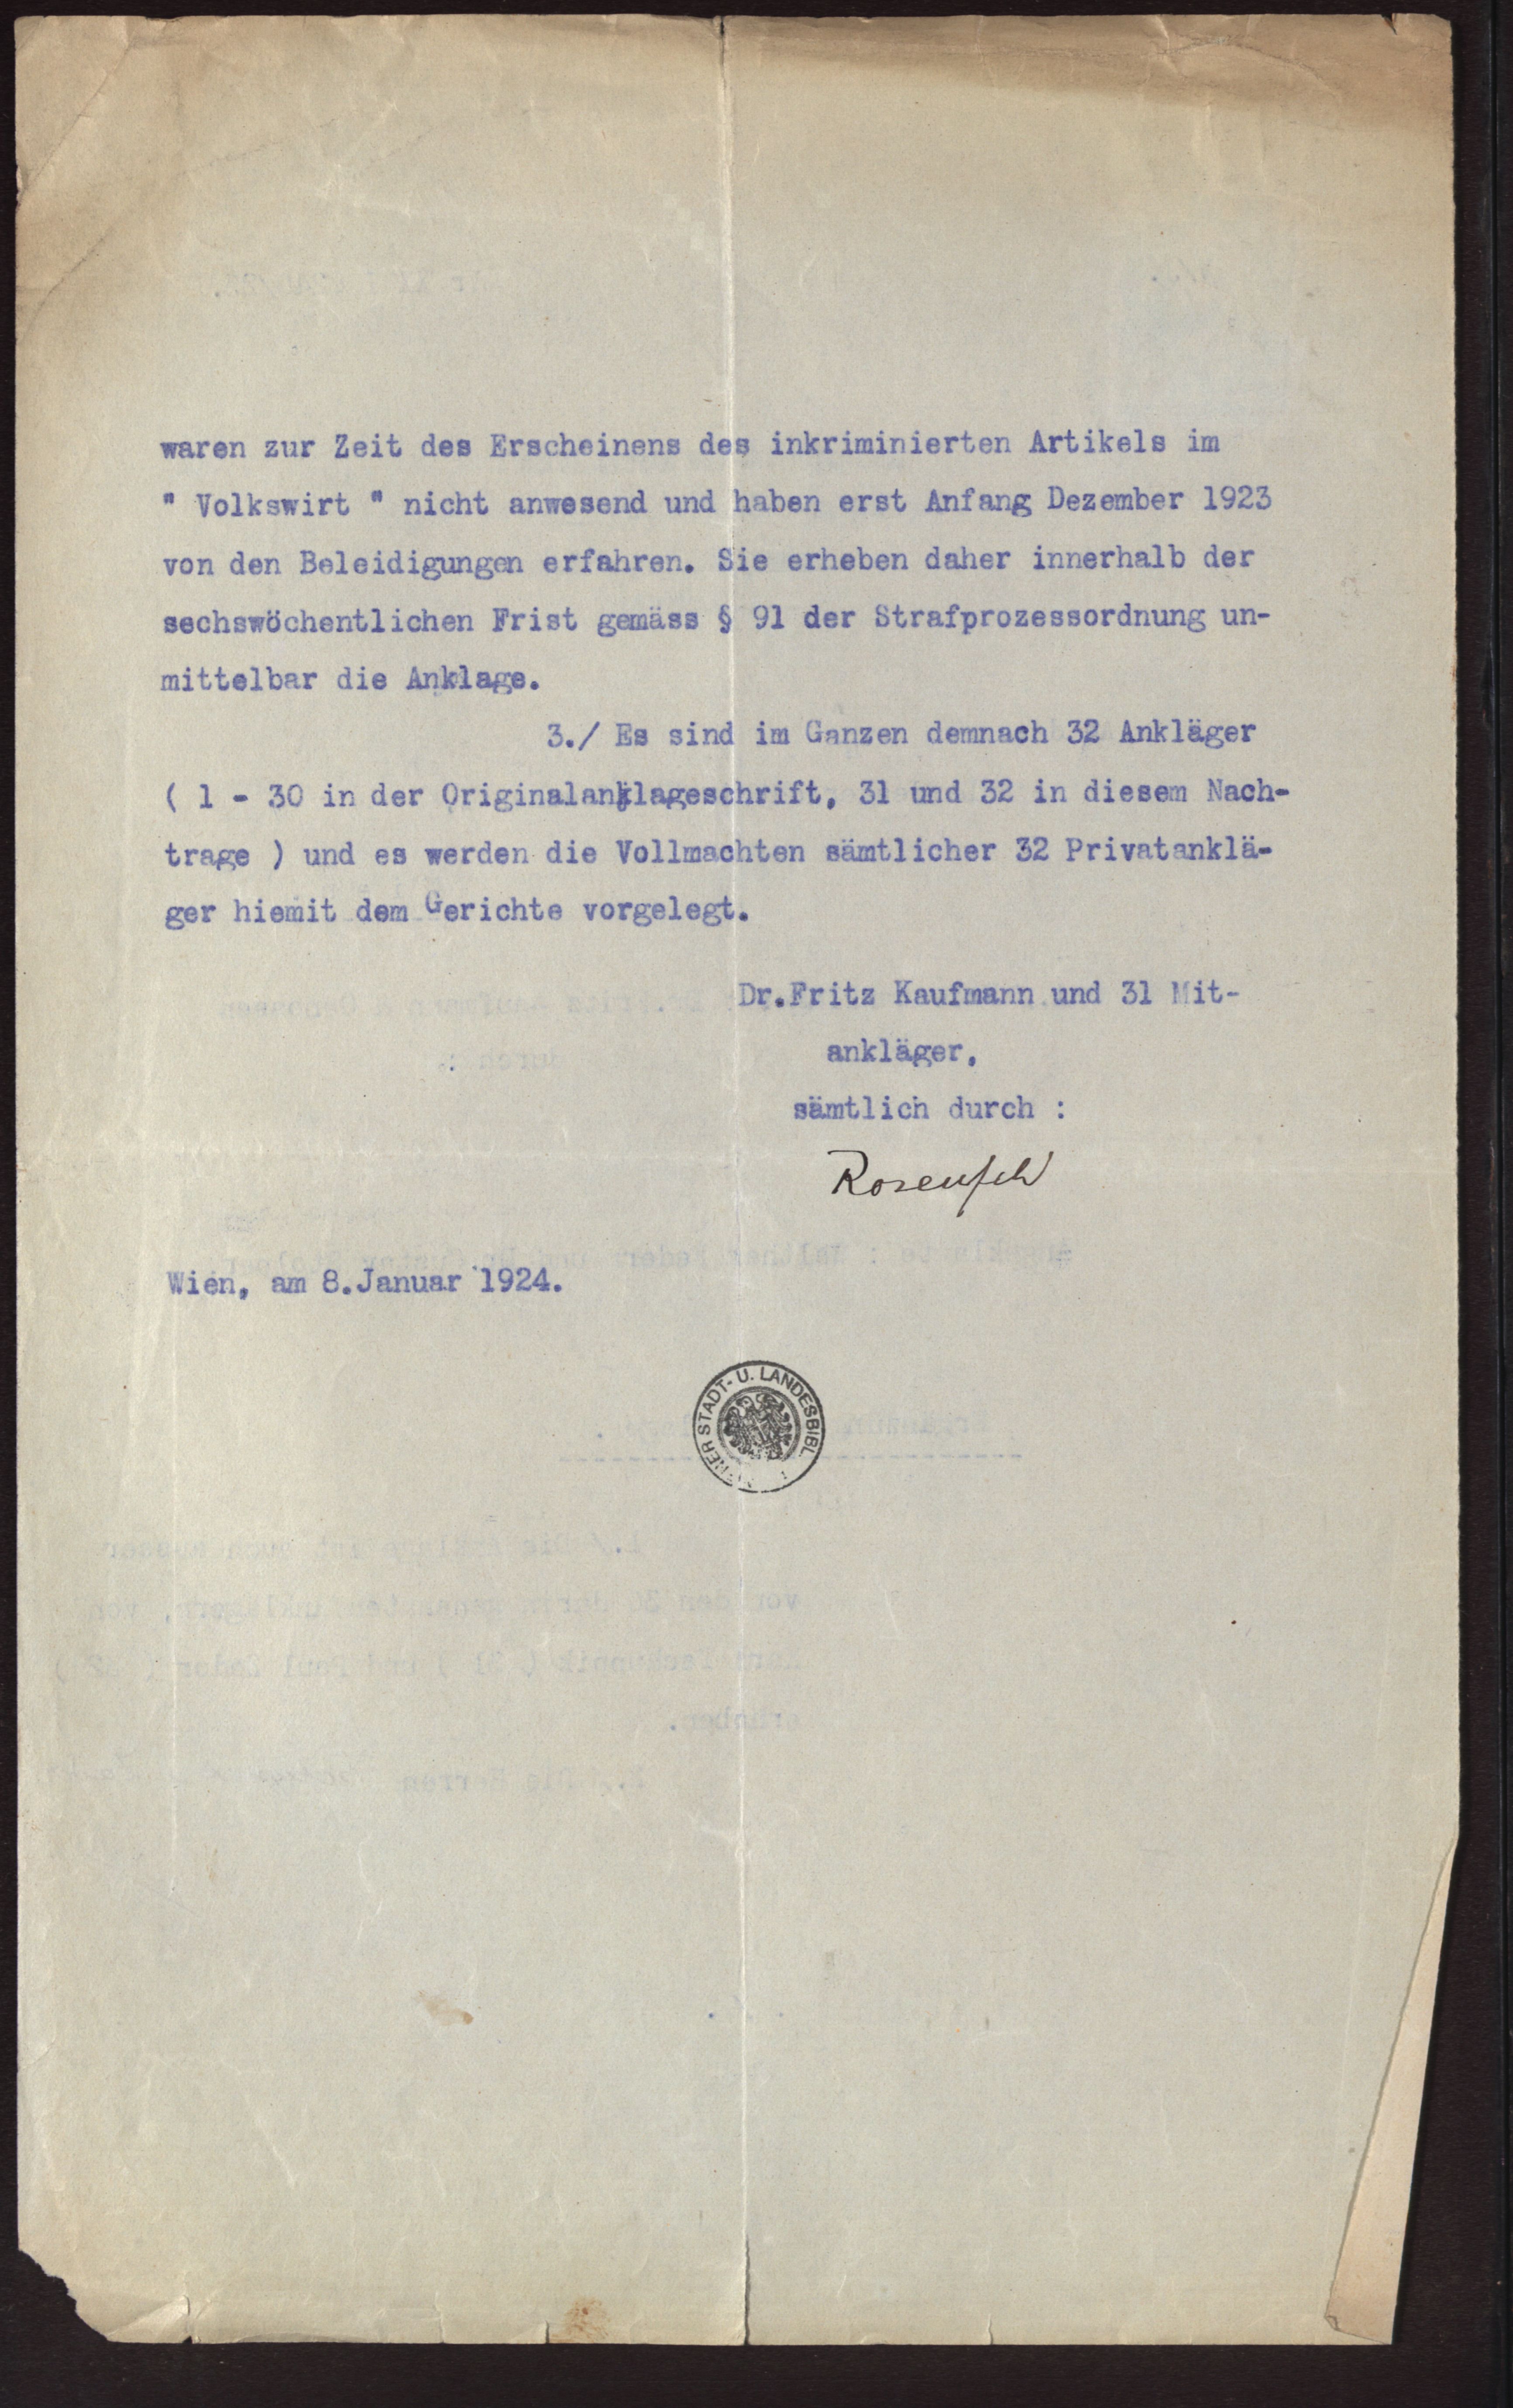 waren zur Zeit des Erscheinens des inkriminierten Artikels im
" Volkswirt " nicht anwesend und haben erst Anfang Dezember 1923
von den Beleidigungen erfahren. Sie erheben daher innerhalb der
sechswöchentlichen Frist gemäss § 91 der Strafprozessordnung un-
mittelbar die Anklage.
3./ Es sind im Ganzen demnach 32 Ankläger
( 1 - 30 in der Originalanklageschrift, 31 und 32 in diesem Nach-
trage ) und es werden die Vollmachten sämtlicher 32 Privatanklä-
ger hiemit dem Gerichte vorgelegt.
Dr.Fritz Kaufmann und 31 Mit-
ankläger,
sämtlich durch :
Rosenfeld
Wien, am 8.Januar 1924.
WIENER STADT- U. LANDESBIBL.